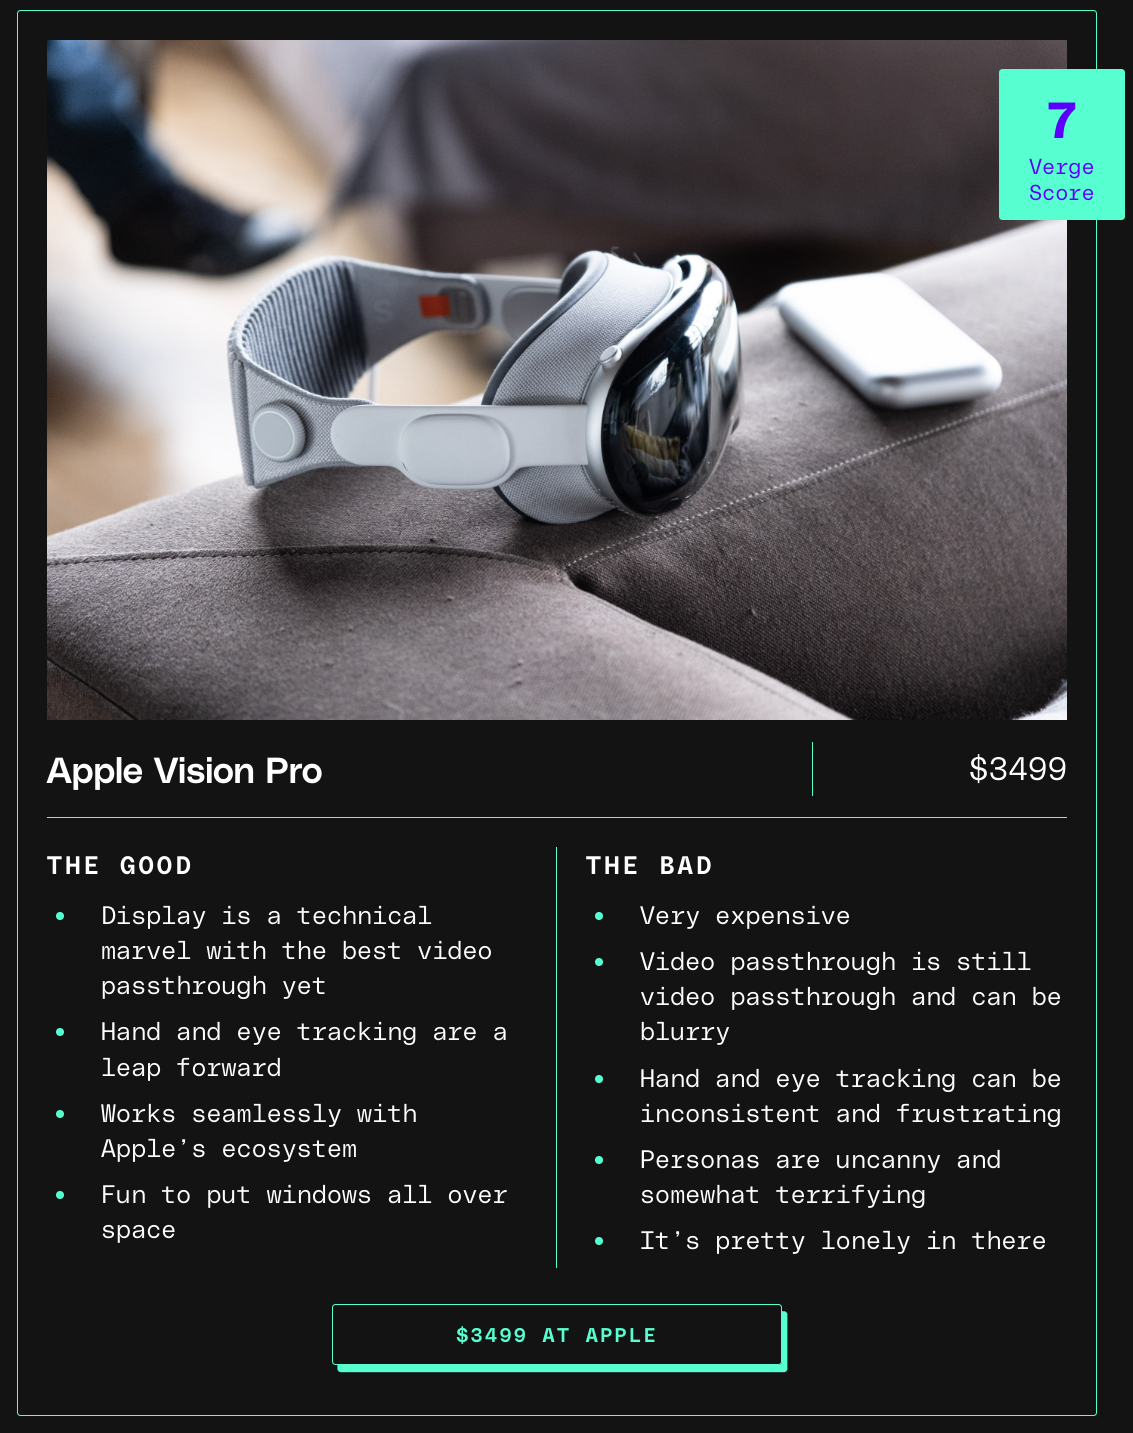 7
Verge
Score
Apple Vision Pro
$3499
THE GOOD
Display is a technical
marvel with the best video
passthrough yet
Hand and eye tracking are a
leap forward
Works seamlessly with
Apple’s ecosystem
Fun to put windows all over
space
THE BAD
Very expensive
Video passthrough is still
video passthrough and can be
blurry
Hand and eye tracking can be
inconsistent and frustrating
Personas are uncanny and
somewhat terrifying
It’s pretty lonely in there
$3499 AT APPLE